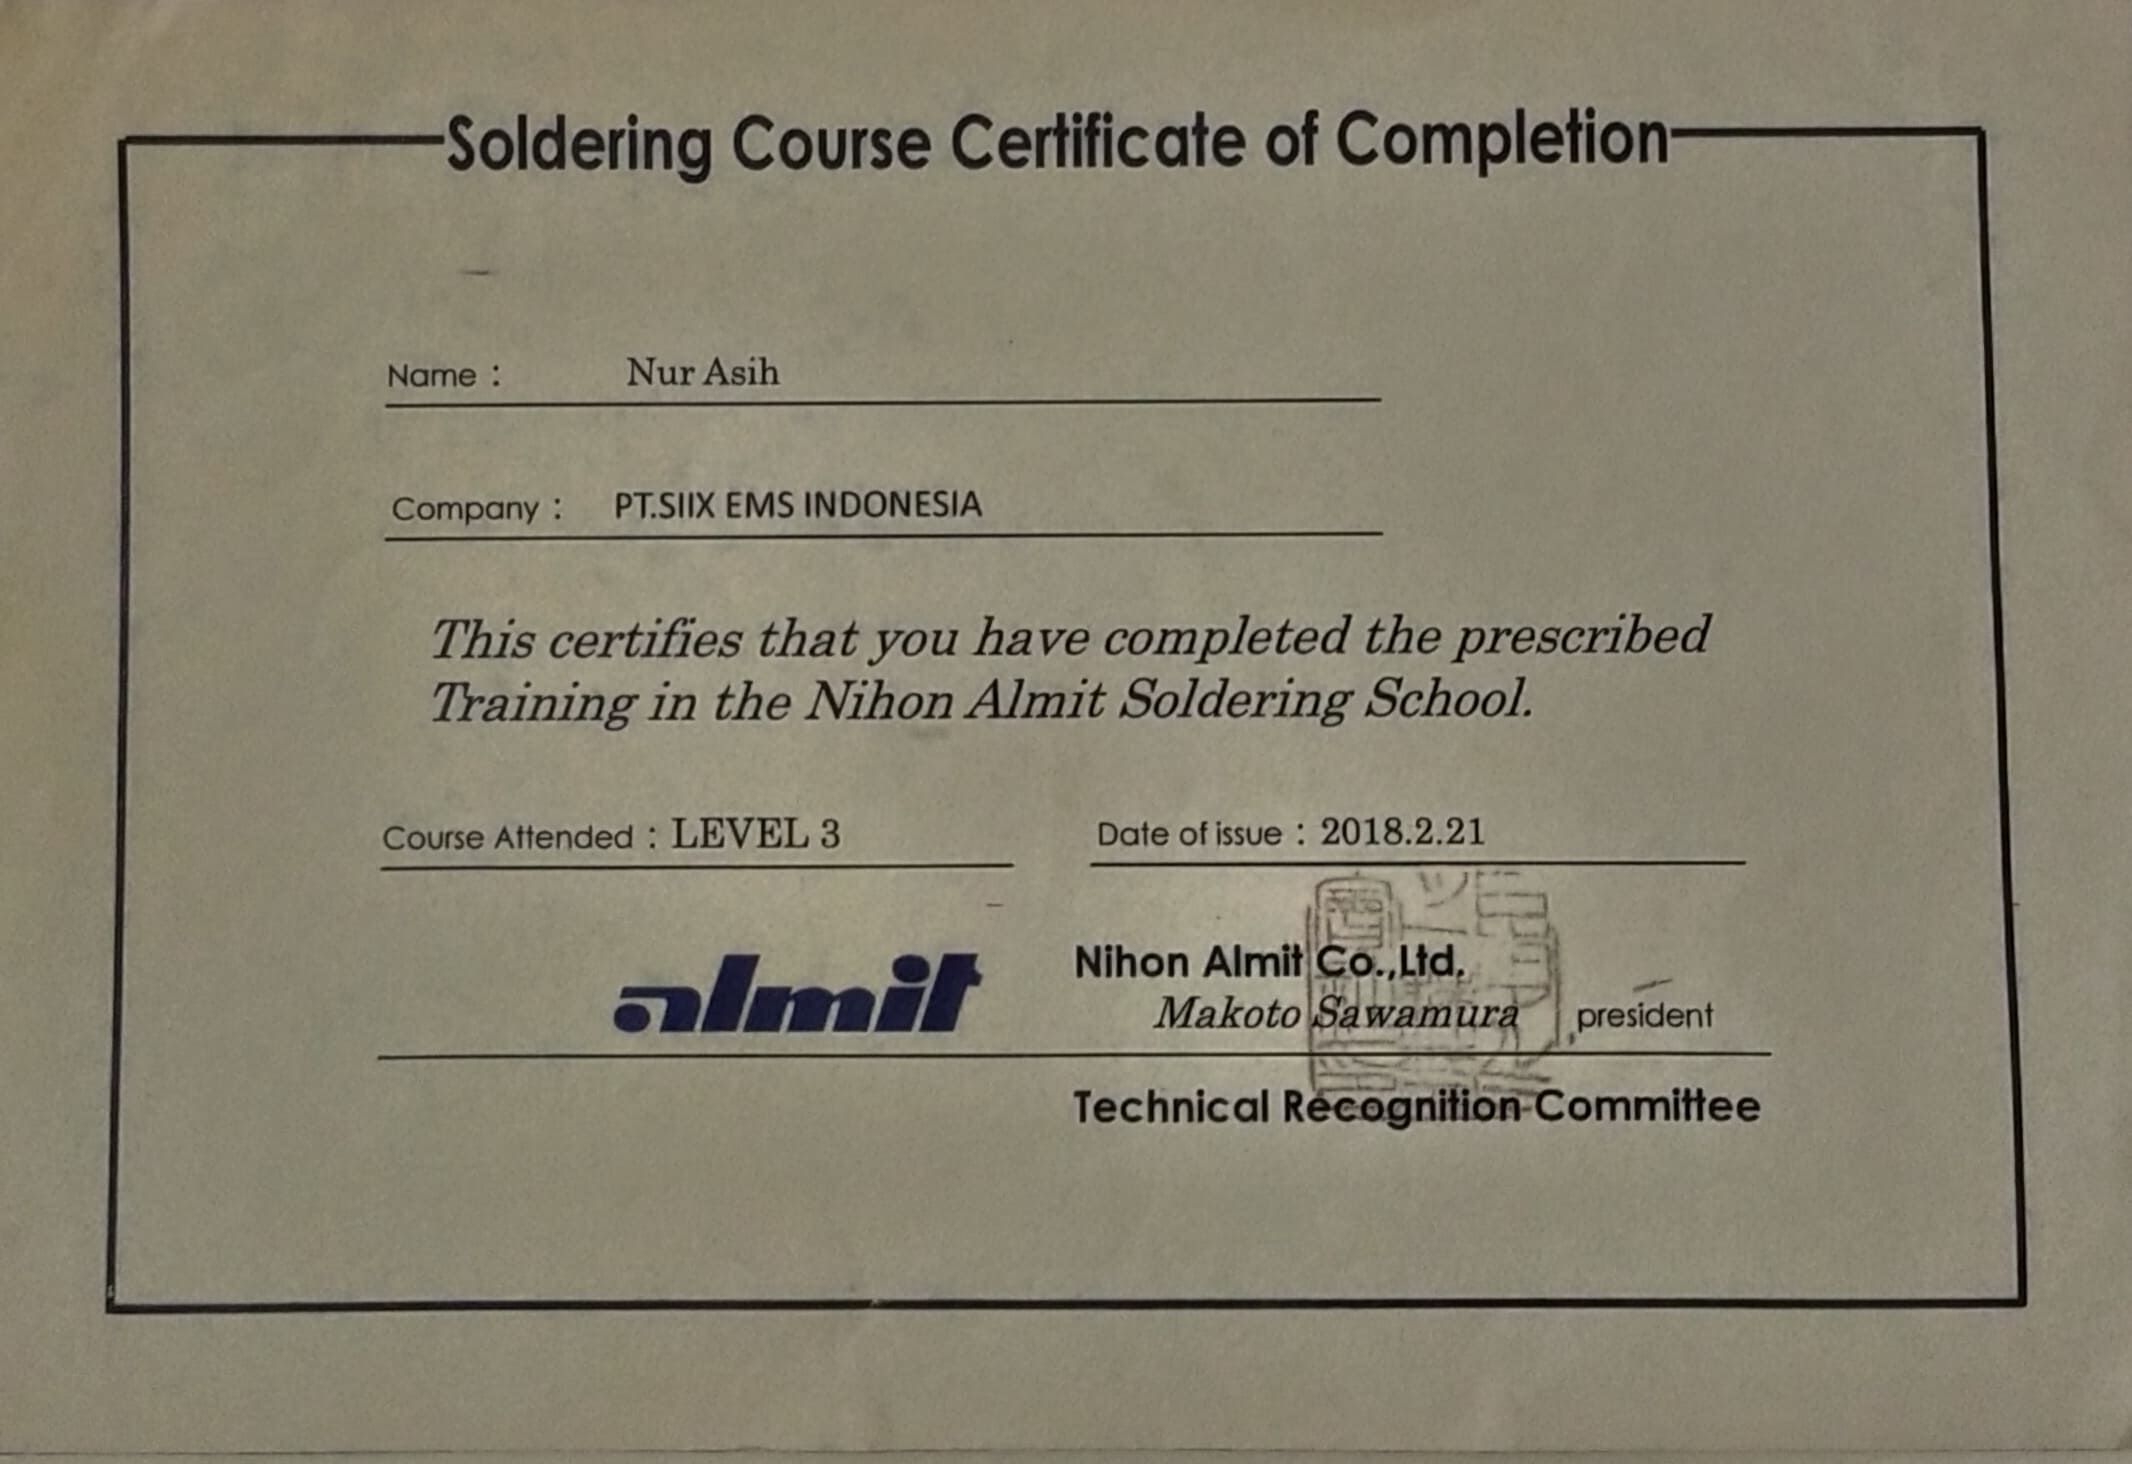 Soldering Course Certificate of Completion
Name : Nur Asih
Company : PT.SIIX EMS INDONESIA
This certifies that you have completed the prescribed
Training in the Nihon Almit Soldering School.
Course Attended : LEVEL 3
Date of issue : 2018.2.21
almit
Nihon Almit Co.,Ltd.
Makoto Sawamura , president
Technical Recognition Committee